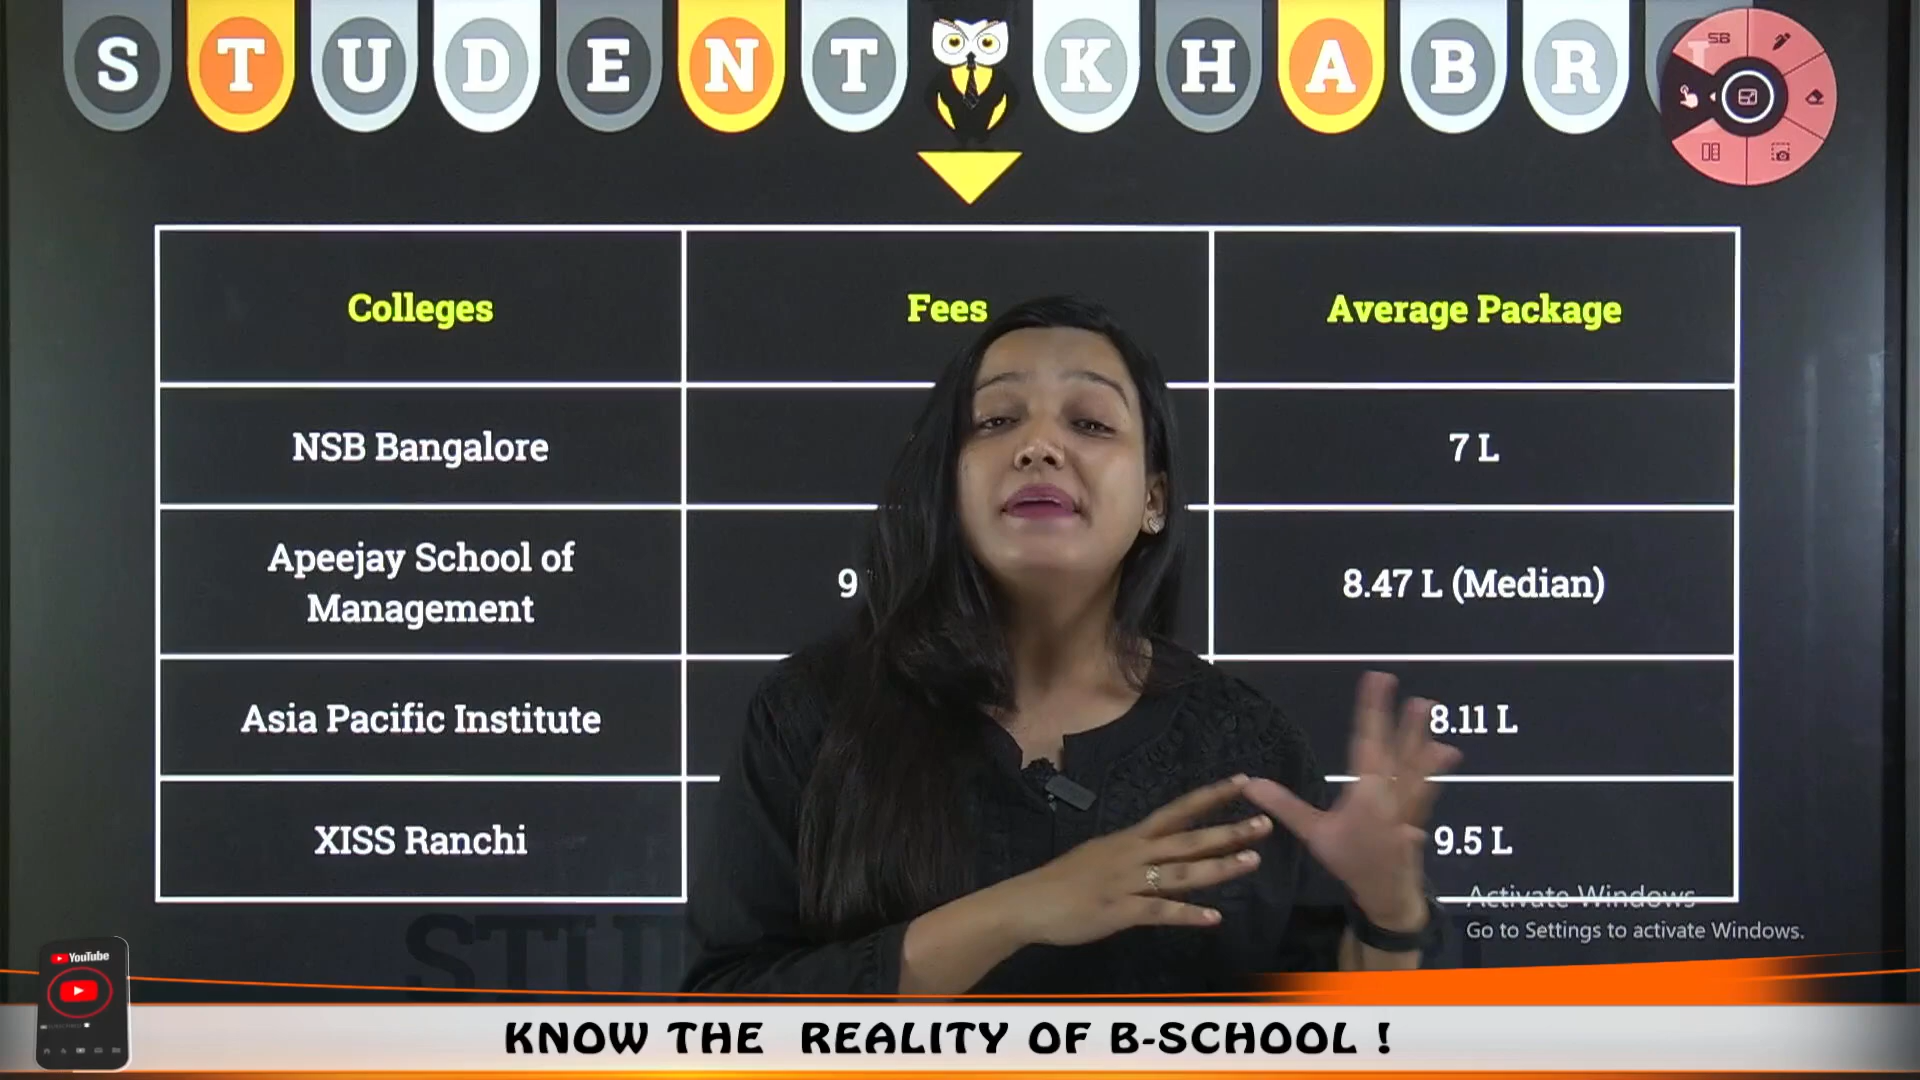 STUDENT KHABR
SB
Colleges Fees Average Package
NSB Bangalore 7 L
Apeejay School of
Management
9
8.47 L (Median)
Asia Pacific Institute 8.11 L
XISS Ranchi 9.5 L
Activate Windows
Go to Settings to activate Windows.
YouTube
KNOW THE REALITY OF B-SCHOOL !